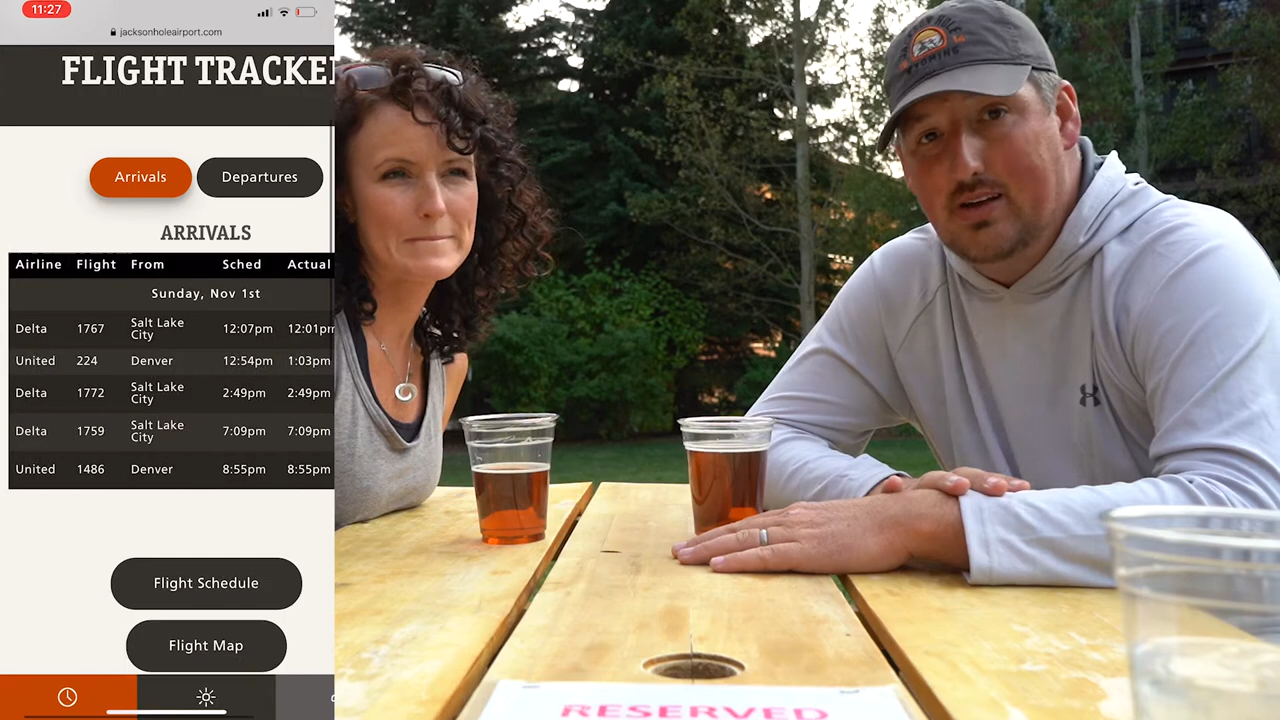 11:27
jacksonholeairport.com
FLIGHT TRACKE
Arrivals Departures
ARRIVALS
Airline Flight From Sched Actual
Sunday, Nov 1st
Delta 1767 Salt Lake City 12:07pm 12:01pm
United 224 Denver 12:54pm 1:03pm
Delta 1772 Salt Lake City 2:49pm 2:49pm
Delta 1759 Salt Lake City 7:09pm 7:09pm
United 1486 Denver 8:55pm 8:55pm
Flight Schedule
Flight Map
WYOMING
RESERVED